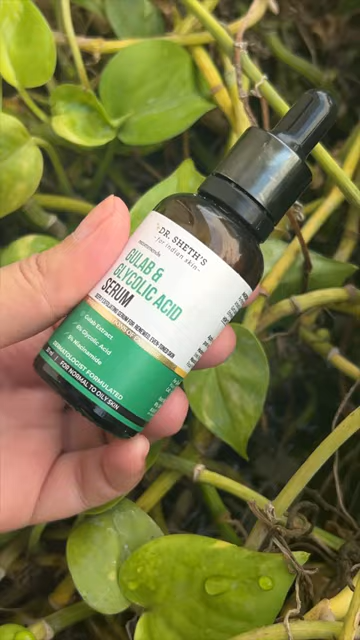 DR. SHETH'S
- for indian skin -
recommends
GULAB &
GLYCOLIC ACID
SERUM
Gulab Extract
Glycolic Acid
Niacinamide
DERMATOLOGIST FORMULATED
FOR NORMAL TO OILY SKIN